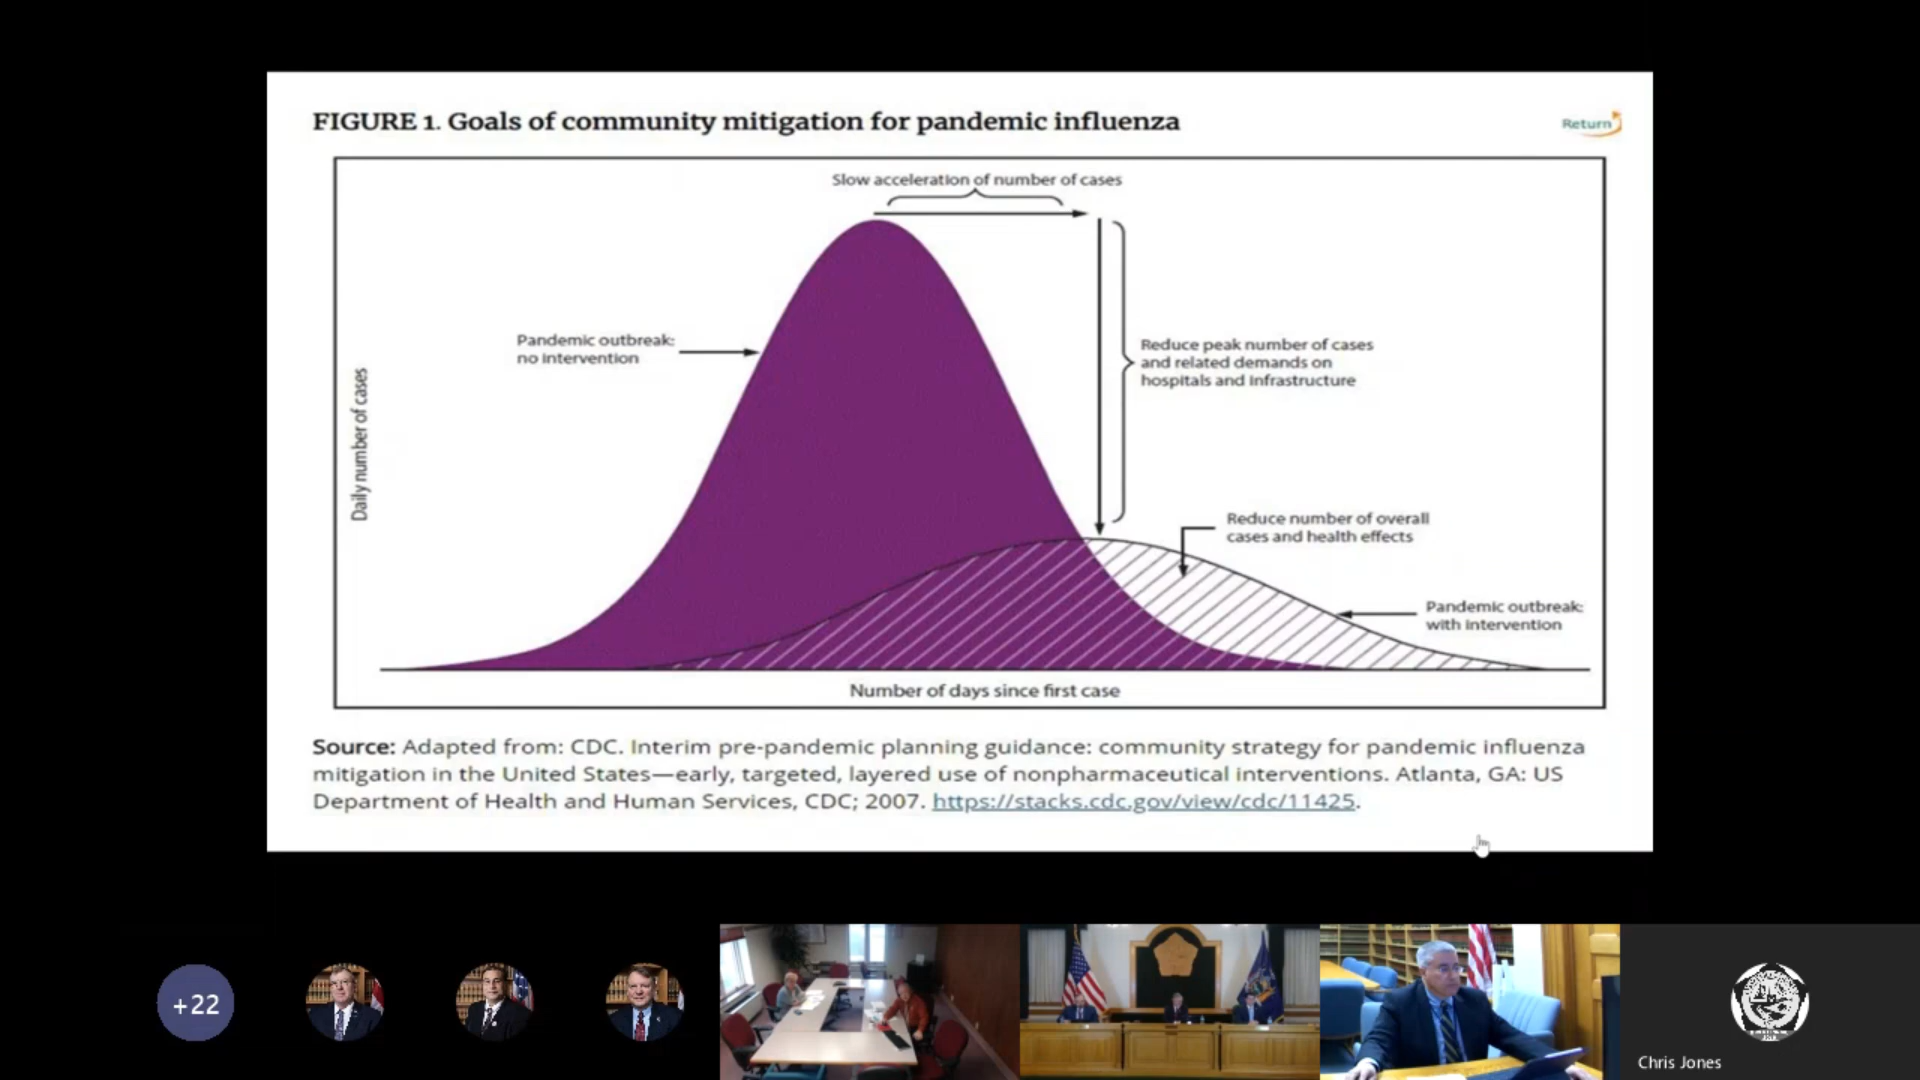 FIGURE 1. Goals of community mitigation for pandemic influenza
Return
Slow acceleration of number of cases
Pandemic outbreak:
no intervention
Daily number of cases
Reduce peak number of cases
and related demands on
hospitals and infrastructure
Reduce number of overall
cases and health effects
Pandemic outbreak:
with intervention
Number of days since first case
Source: Adapted from: CDC. Interim pre-pandemic planning guidance: community strategy for pandemic influenza
mitigation in the United States—early, targeted, layered use of nonpharmaceutical interventions. Atlanta, GA: US
Department of Health and Human Services, CDC; 2007. https://stacks.cdc.gov/view/cdc/11425.
+22
Chris Jones